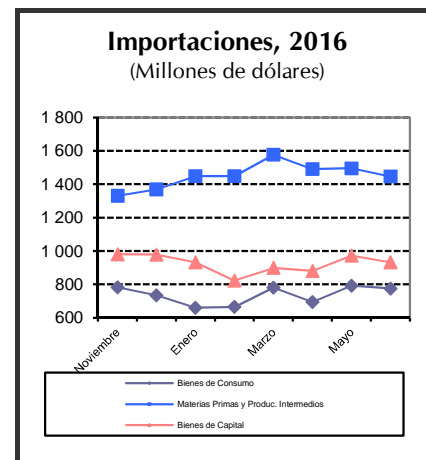 Importaciones, 2016
(Millones de dólares)
1 800
1 600
1 400
1 200
1 000
800
600
Noviembre
Enero
Marzo
Mayo
Bienes de Consumo
Materias Primas y Produc. Intermedios
Bienes de Capital